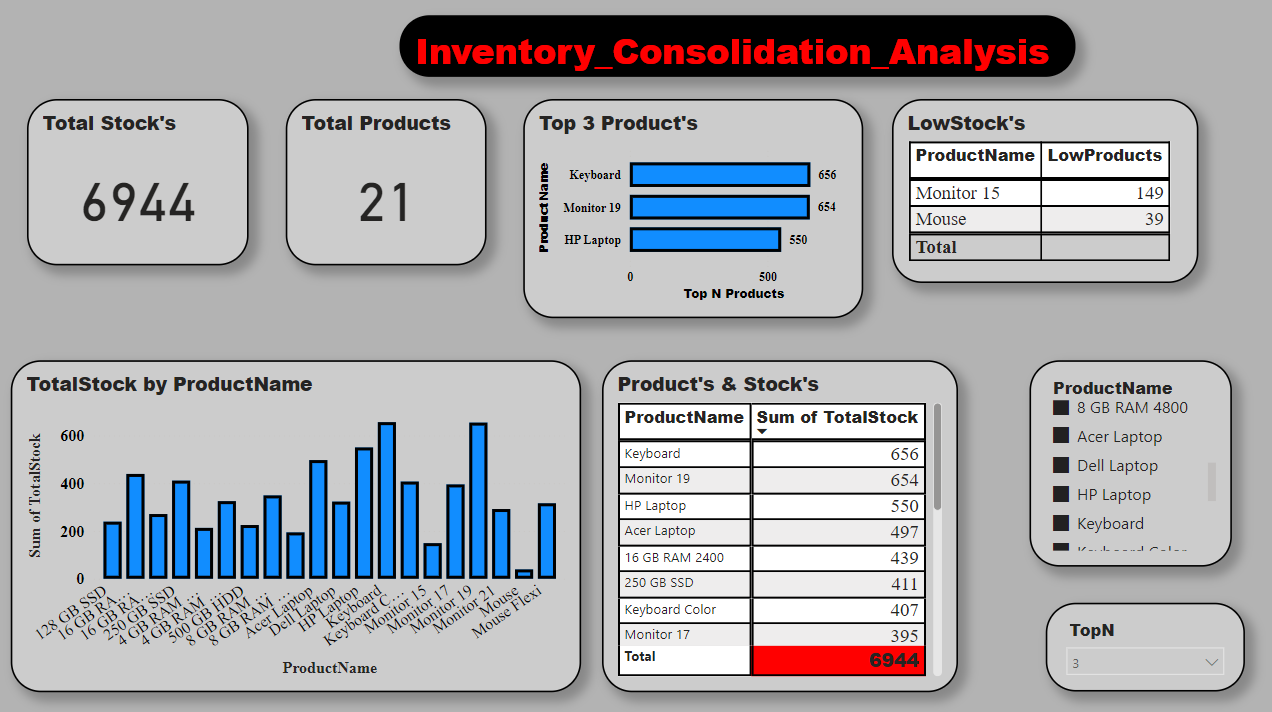 Inventory_Consolidation_Analysis
Total Stock's
6944
Total Products
21
Top 3 Product's
ProductName
Keyboard 656
Monitor 19 654
HP Laptop 550
0 500
Top N Products
LowStock's
ProductName LowProducts
Monitor 15 149
Mouse 39
Total
TotalStock by ProductName
Sum of TotalStock
600
400
200
0
128 GB SSD
16 GB RA...
16 GB RA...
250 GB SSD
4 GB RAM ...
4 GB RAM ...
500 GB HDD
8 GB RAM ...
8 GB RAM ...
Acer Laptop
Dell Laptop
HP Laptop
Keyboard
Keyboard C...
Monitor 15
Monitor 17
Monitor 19
Monitor 21
Mouse
Mouse Flexi
ProductName
Product's & Stock's
ProductName Sum of TotalStock
Keyboard 656
Monitor 19 654
HP Laptop 550
Acer Laptop 497
16 GB RAM 2400 439
250 GB SSD 411
Keyboard Color 407
Monitor 17 395
Total 6944
ProductName
8 GB RAM 4800
Acer Laptop
Dell Laptop
HP Laptop
Keyboard
Keyboard Color
TopN
3